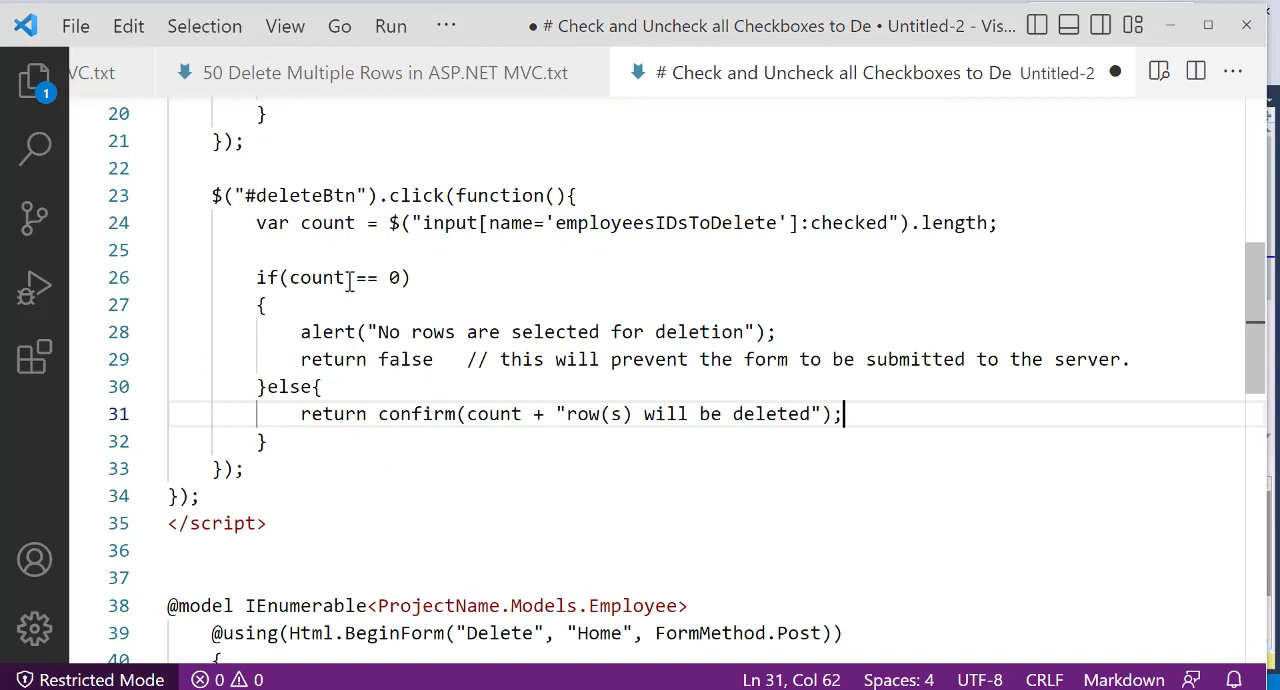 File Edit Selection View Go Run ··· ● # Check and Uncheck all Checkboxes to De • Untitled-2 - Vis...
VC.txt 50 Delete Multiple Rows in ASP.NET MVC.txt # Check and Uncheck all Checkboxes to De Untitled-2 ●
1
20 }
21 });
22
23 $("#deleteBtn").click(function(){
24 var count = $("input[name='employeesIDsToDelete']:checked").length;
25
26 if(count == 0)
27 {
28 alert("No rows are selected for deletion");
29 return false // this will prevent the form to be submitted to the server.
30 }else{
31 return confirm(count + "row(s) will be deleted");
32 }
33 });
34 });
35 </script>
36
37
38 @model IEnumerable<ProjectName.Models.Employee>
39 @using(Html.BeginForm("Delete", "Home", FormMethod.Post))
40 {
Restricted Mode 0 0 Ln 31, Col 62 Spaces: 4 UTF-8 CRLF Markdown